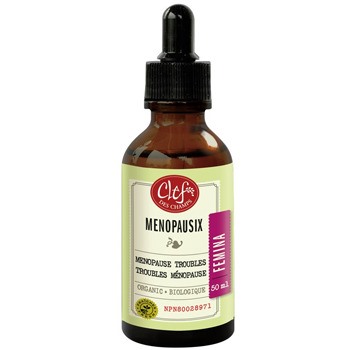 Clef
DES CHAMPS
MENOPAUSIX
MENOPAUSE TROUBLES
TROUBLES MÉNOPAUSE
ORGANIC • BIOLOGIQUE
NPN80028971
FEMINA
50 ml